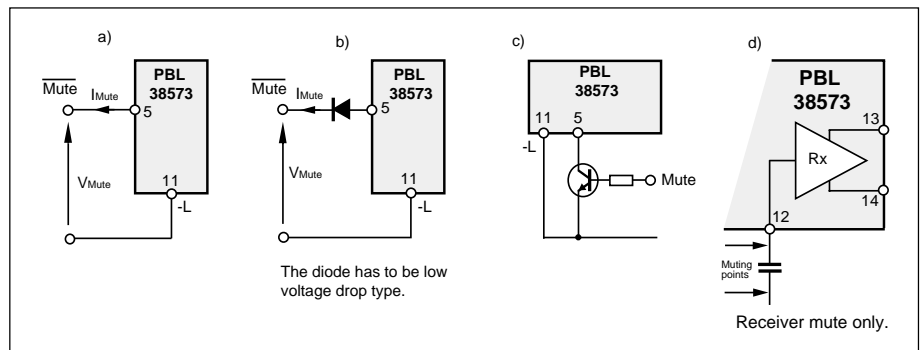 a)
Mute
IMute
PBL
38573
5
VMute
11
-L
b)
Mute
IMute
PBL
38573
5
VMute
11
-L
The diode has to be low
voltage drop type.
c)
PBL
38573
11
5
-L
Mute
d)
PBL
38573
13
Rx
14
12
Muting
points
Receiver mute only.